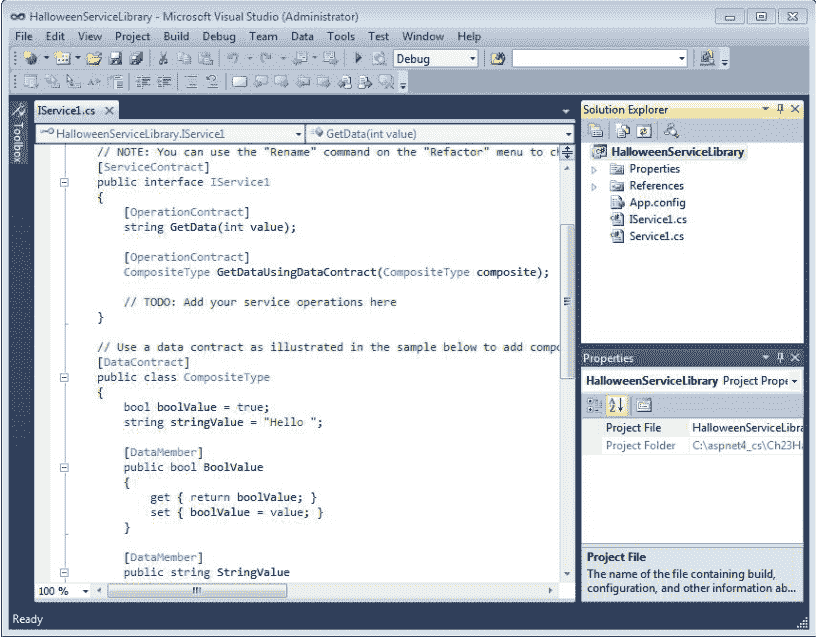 HalloweenServiceLibrary - Microsoft Visual Studio (Administrator)
File Edit View Project Build Debug Team Data Tools Test Window Help
Debug
Toolbox
IService1.cs
HalloweenServiceLibrary.IService1
GetData(int value)
// NOTE: You can use the "Rename" command on the "Refactor" menu to ch
[ServiceContract]
public interface IService1
{
[OperationContract]
string GetData(int value);
[OperationContract]
CompositeType GetDataUsingDataContract(CompositeType composite);
// TODO: Add your service operations here
}
// Use a data contract as illustrated in the sample below to add compo
[DataContract]
public class CompositeType
{
bool boolValue = true;
string stringValue = "Hello ";
[DataMember]
public bool BoolValue
{
get { return boolValue; }
set { boolValue = value; }
}
[DataMember]
public string StringValue
100 %
Solution Explorer
HalloweenServiceLibrary
Properties
References
App.config
IService1.cs
Service1.cs
Properties
HalloweenServiceLibrary Project Prope
Project File HalloweenServiceLibra
Project Folder C:\aspnet4_cs\Ch23Ha
Project File
The name of the file containing build,
configuration, and other information ab...
Ready